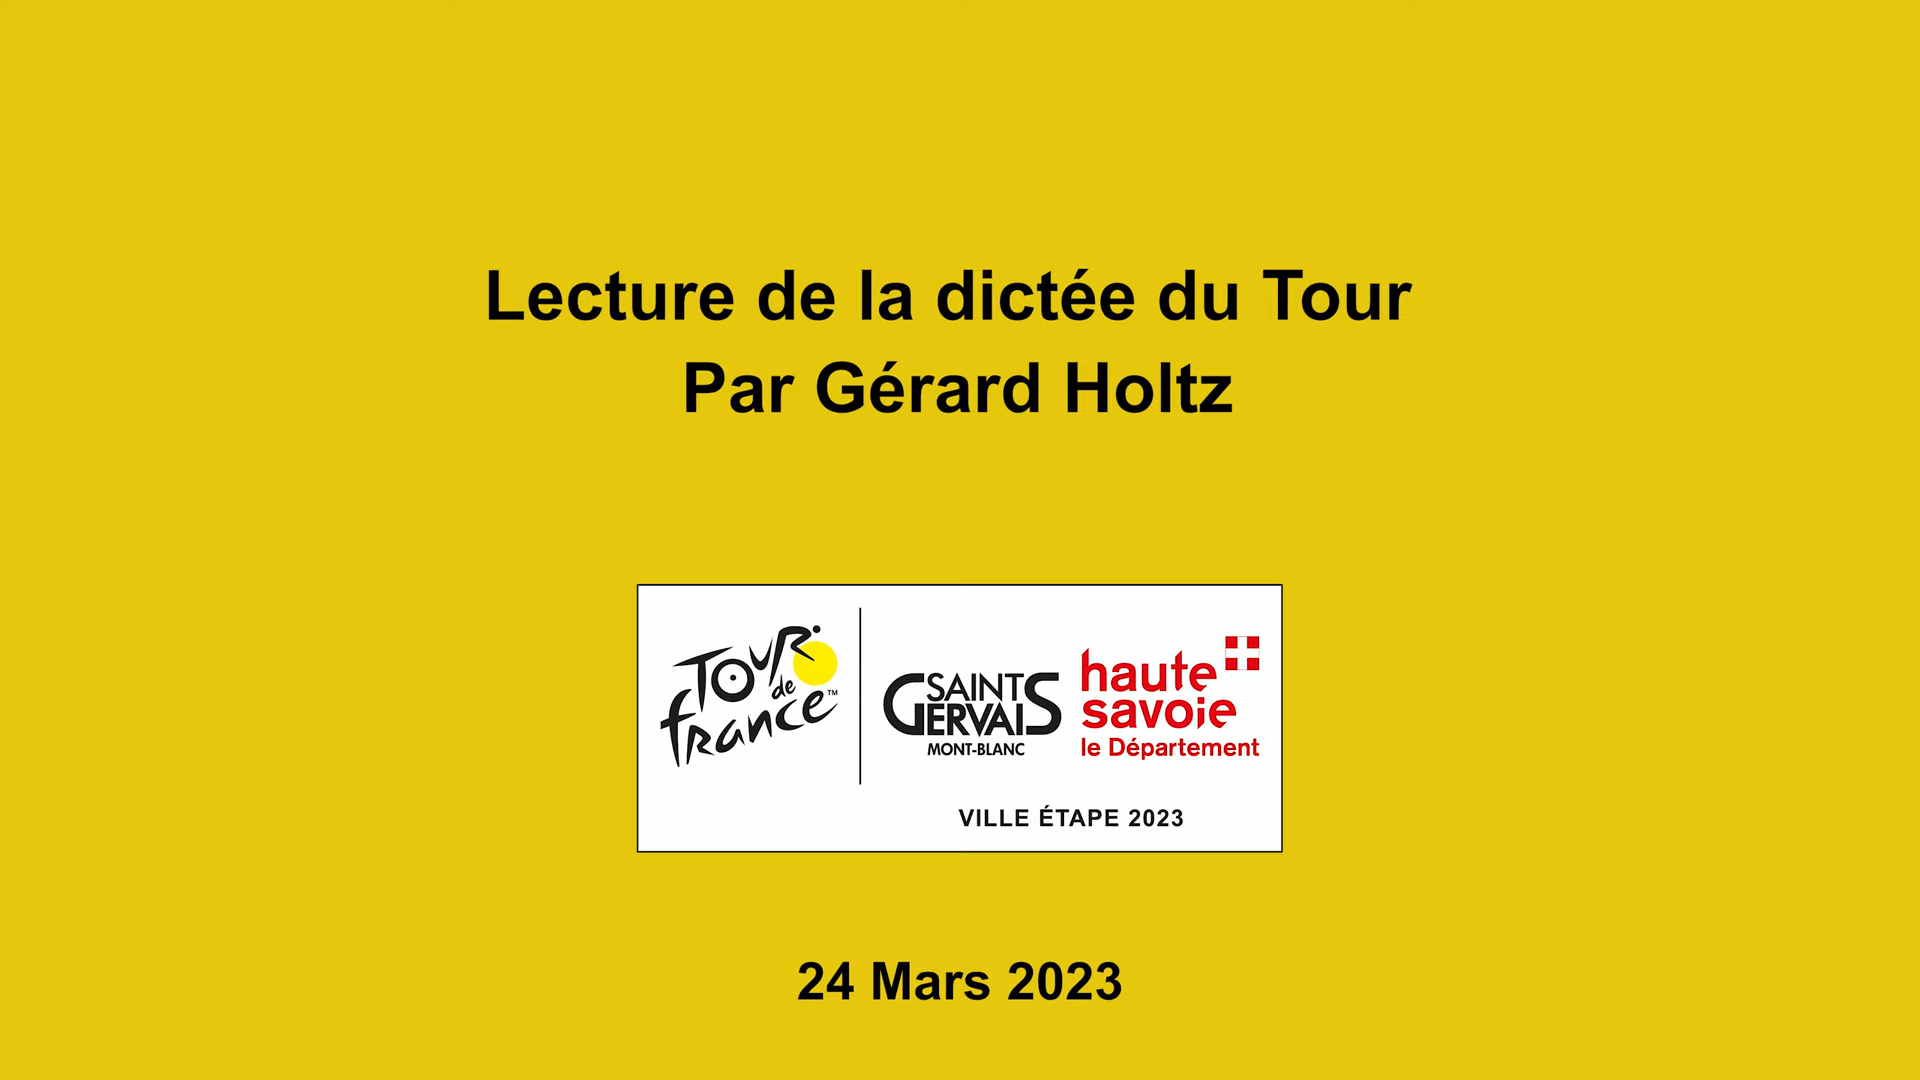 Lecture de la dictée du Tour
Par Gérard Holtz
TOUR
de
france™
SAINT
GERVAIS
MONT-BLANC
haute
savoie
le Département
VILLE ÉTAPE 2023
24 Mars 2023